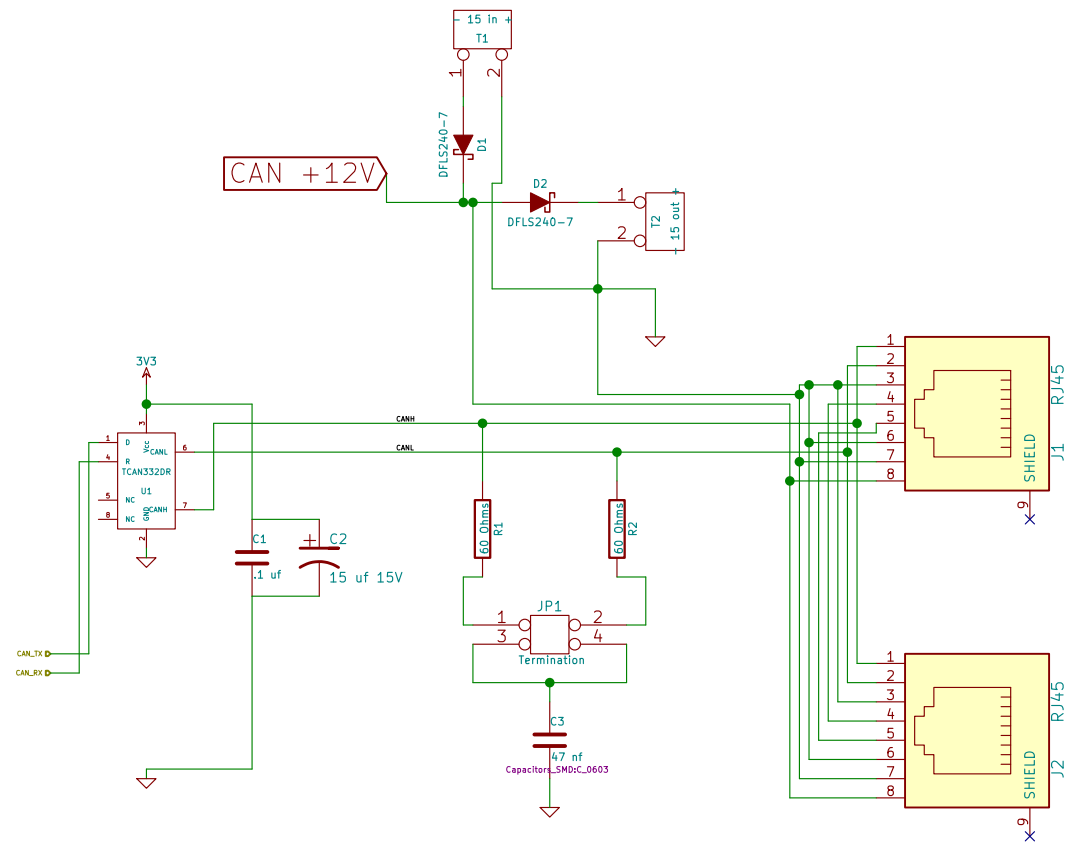 - 15 in +
T1
1
2
DFLS240-7
D1
CAN +12V
D2
DFLS240-7
1
2
T2
- 15 out +
3V3
3
Vcc
1
D
4
R
TCAN332DR
U1
5
NC
8
NC
GND
2
CANL
6
CANH
7
CANH
CANL
C1
.1 uf
C2
15 uf 15V
CAN_TX
CAN_RX
60 Ohms
R1
60 Ohms
R2
JP1
1
2
3
4
Termination
C3
47 nf
Capacitors_SMD:C_0603
1
2
3
4
5
6
7
8
SHIELD
9
RJ45
J1
1
2
3
4
5
6
7
8
SHIELD
9
RJ45
J2